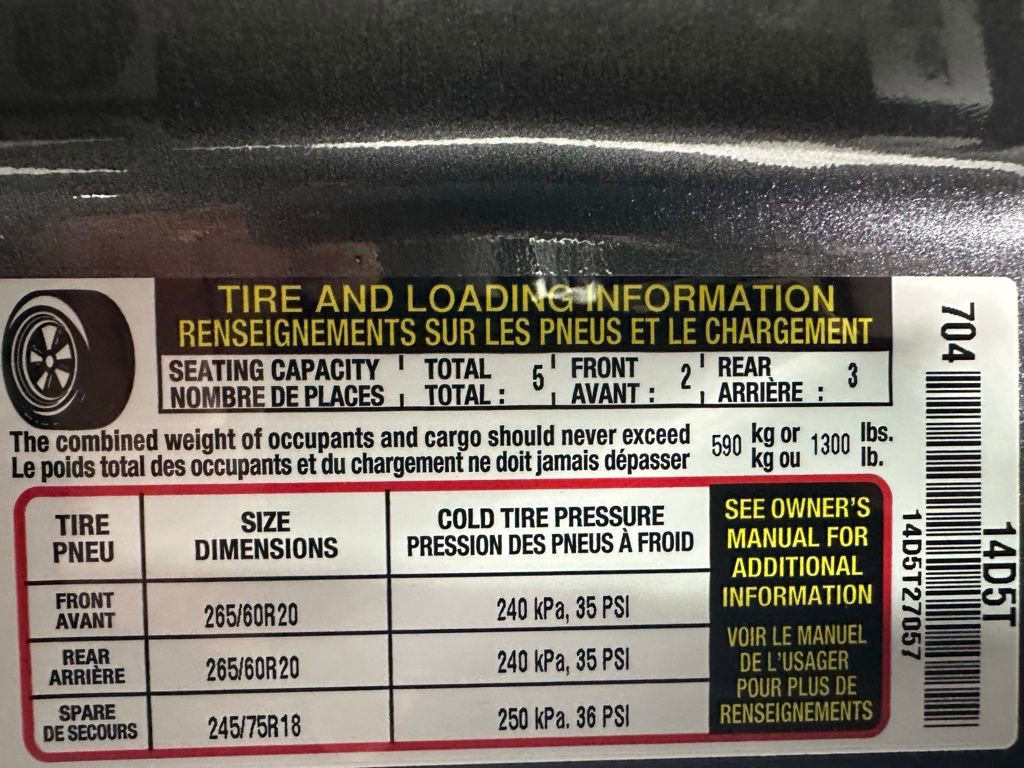 TIRE AND LOADING INFORMATION
RENSEIGNEMENTS SUR LES PNEUS ET LE CHARGEMENT
SEATING CAPACITY TOTAL 5 FRONT 2 REAR 3
NOMBRE DE PLACES TOTAL : AVANT : ARRIÈRE :
The combined weight of occupants and cargo should never exceed 590 kg or 1300 lbs.
Le poids total des occupants et du chargement ne doit jamais dépasser kg ou lb.
TIRE SIZE COLD TIRE PRESSURE
PNEU DIMENSIONS PRESSION DES PNEUS À FROID
FRONT
AVANT 265/60R20 240 kPa, 35 PSI
REAR
ARRIÈRE 265/60R20 240 kPa, 35 PSI
SPARE
DE SECOURS 245/75R18 250 kPa. 36 PSI
SEE OWNER'S
MANUAL FOR
ADDITIONAL
INFORMATION
VOIR LE MANUEL
DE L'USAGER
POUR PLUS DE
RENSEIGNEMENTS
704
14D5T
14D5T27057